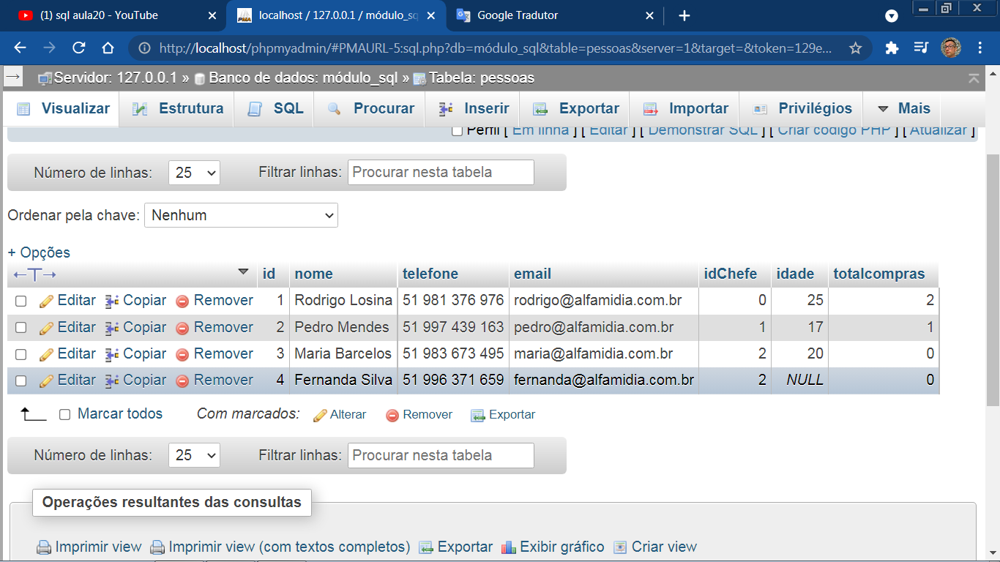 (1) sql aula20 - YouTube
localhost / 127.0.0.1 / módulo_sq
Google Tradutor
http://localhost/phpmyadmin/#PMAURL-5:sql.php?db=módulo_sql&table=pessoas&server=1&target=&token=129e...
Servidor: 127.0.0.1 » Banco de dados: módulo_sql » Tabela: pessoas
Visualizar Estrutura SQL Procurar Inserir Exportar Importar Privilégios Mais
Perfil [ Em linha ] [ Editar ] [ Demonstrar SQL ] [ Criar código PHP ] [ Atualizar ]
Número de linhas: 25 Filtrar linhas: Procurar nesta tabela
Ordenar pela chave: Nenhum
+ Opções
←T→ id nome telefone email idChefe idade totalcompras
Editar Copiar Remover 1 Rodrigo Losina 51 981 376 976 rodrigo@alfamidia.com.br 0 25 2
Editar Copiar Remover 2 Pedro Mendes 51 997 439 163 pedro@alfamidia.com.br 1 17 1
Editar Copiar Remover 3 Maria Barcelos 51 983 673 495 maria@alfamidia.com.br 2 20 0
Editar Copiar Remover 4 Fernanda Silva 51 996 371 659 fernanda@alfamidia.com.br 2 NULL 0
Marcar todos Com marcados: Alterar Remover Exportar
Número de linhas: 25 Filtrar linhas: Procurar nesta tabela
Operações resultantes das consultas
Imprimir view Imprimir view (com textos completos) Exportar Exibir gráfico Criar view